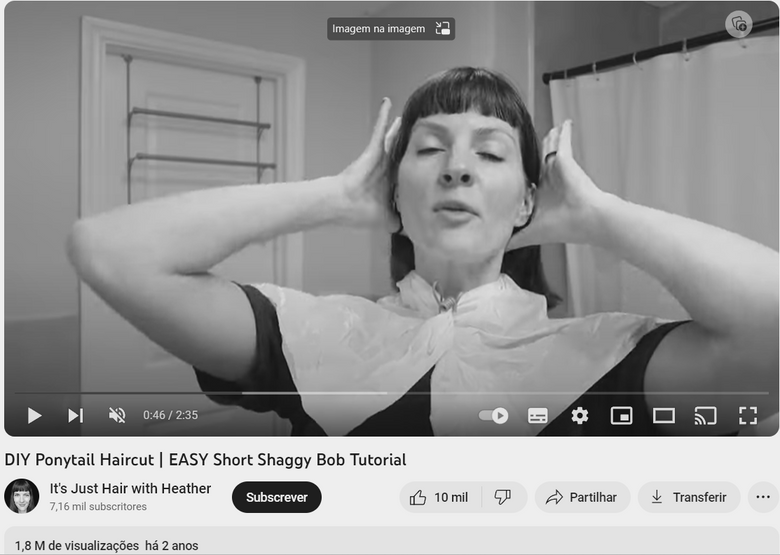 Imagem na imagem
0:46 / 2:35
DIY Ponytail Haircut | EASY Short Shaggy Bob Tutorial
It's Just Hair with Heather
7,16 mil subscritores
Subscrever
10 mil
Partilhar
Transferir
1,8 M de visualizações há 2 anos